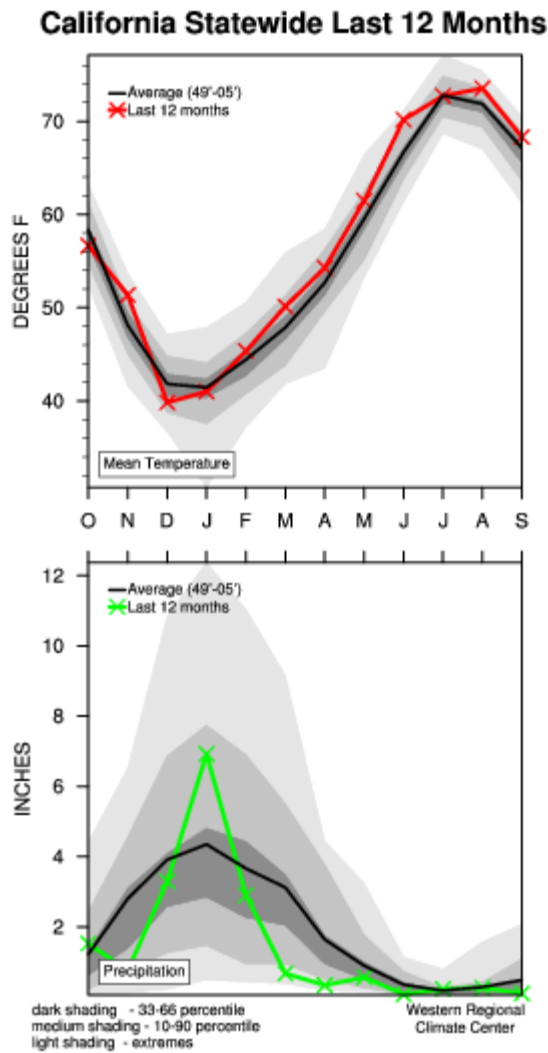 California Statewide Last 12 Months
Average (49'-05')
Last 12 months
70
60
50
40
DEGREES F
Mean Temperature
O N D J F M A M J J A S
Average (49'-05')
Last 12 months
12
10
8
6
4
2
INCHES
Precipitation
dark shading - 33-66 percentile
medium shading - 10-90 percentile
light shading - extremes
Western Regional
Climate Center